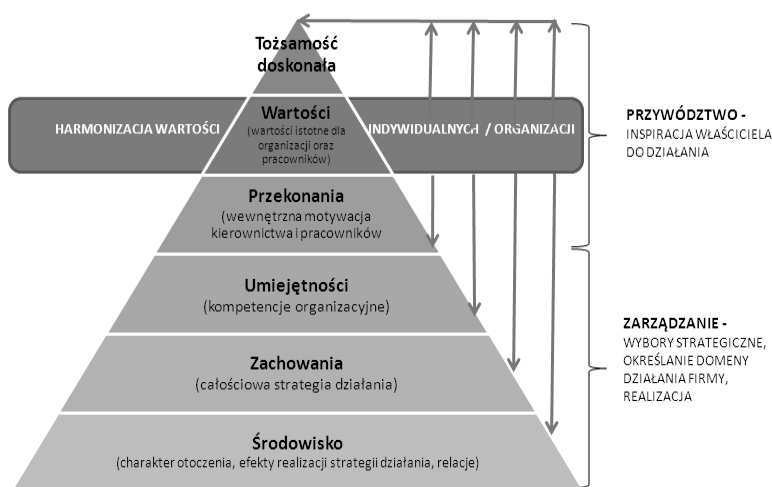 Tożsamość
doskonała
HARMONIZACJA WARTOŚCI
Wartości
(wartości istotne dla
organizacji oraz
pracowników)
INDYWIDUALNYCH / ORGANIZACJI
Przekonania
(wewnętrzna motywacja
kierownictwa i pracowników
Umiejętności
(kompetencje organizacyjne)
Zachowania
(całościowa strategia działania)
Środowisko
(charakter otoczenia, efekty realizacji strategii działania, relacje)
PRZYWÓDZTWO -
INSPIRACJA WŁAŚCICIELA
DO DZIAŁANIA
ZARZĄDZANIE -
WYBORY STRATEGICZNE,
OKREŚLANIE DOMENY
DZIAŁANIA FIRMY,
REALIZACJA